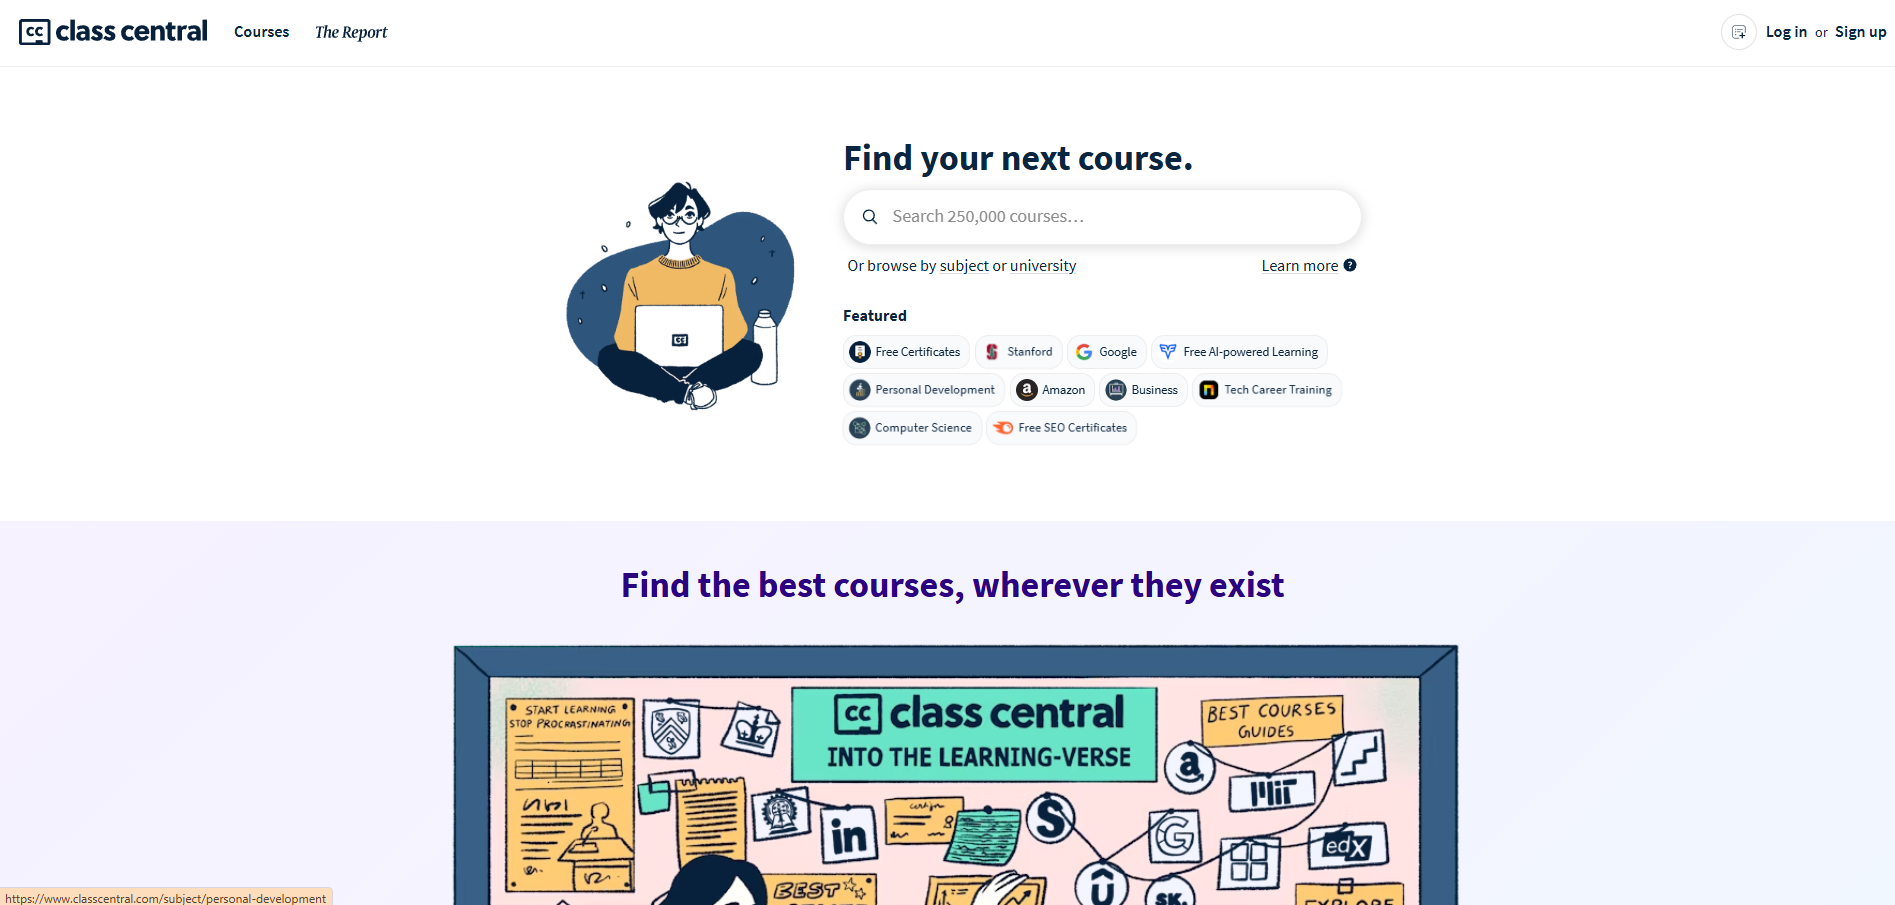 cc class central
Courses
The Report
Log in or Sign up
Find your next course.
Search 250,000 courses...
Or browse by subject or university
Learn more ?
Featured
Free Certificates
Stanford
Google
Free AI-powered Learning
Personal Development
Amazon
Business
Tech Career Training
Computer Science
Free SEO Certificates
Find the best courses, wherever they exist
START LEARNING
STOP PROCRASTINATING
cc class central
INTO THE LEARNING-VERSE
BEST COURSES
GUIDES
a
MIT
in
S
G
edX
BEST
SK.
EXPLORE
https://www.classcentral.com/subject/personal-development